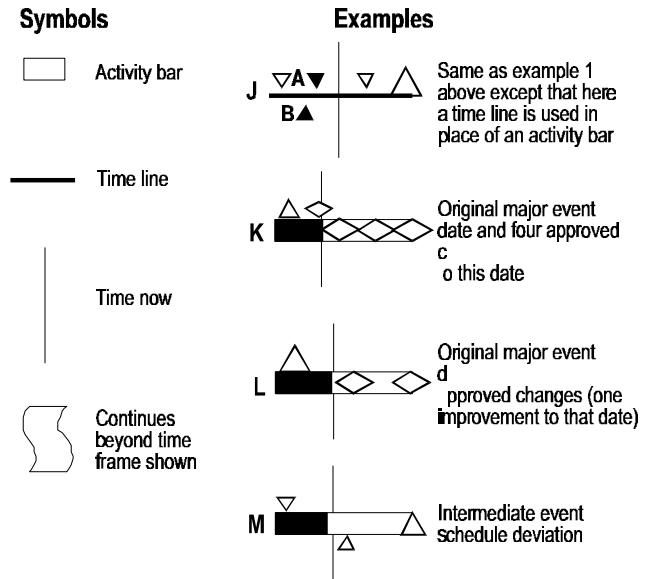 Symbols
Activity bar
Time line
Time now
Continues
beyond time
frame shown
Examples
A
J
B
Same as example 1
above except that here
a time line is used in
place of an activity bar
K
Original major event
date and four approved
c
o this date
L
Original major event
d
pproved changes (one
improvement to that date)
M
Intermediate event
schedule deviation